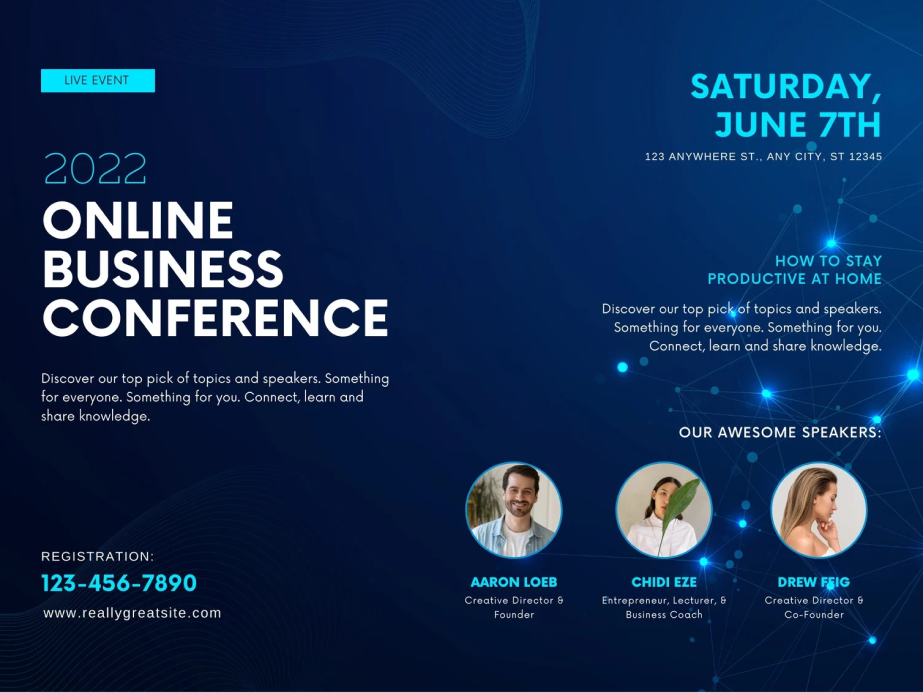 LIVE EVENT
2022
ONLINE
BUSINESS
CONFERENCE
Discover our top pick of topics and speakers. Something
for everyone. Something for you. Connect, learn and
share knowledge.
REGISTRATION:
123-456-7890
www.reallygreatsite.com
SATURDAY,
JUNE 7TH
123 ANYWHERE ST., ANY CITY, ST 12345
HOW TO STAY
PRODUCTIVE AT HOME
Discover our top pick of topics and speakers.
Something for everyone. Something for you.
Connect, learn and share knowledge.
OUR AWESOME SPEAKERS:
AARON LOEB
Creative Director &
Founder
CHIDI EZE
Entrepreneur, Lecturer, &
Business Coach
DREW FEIG
Creative Director &
Co-Founder